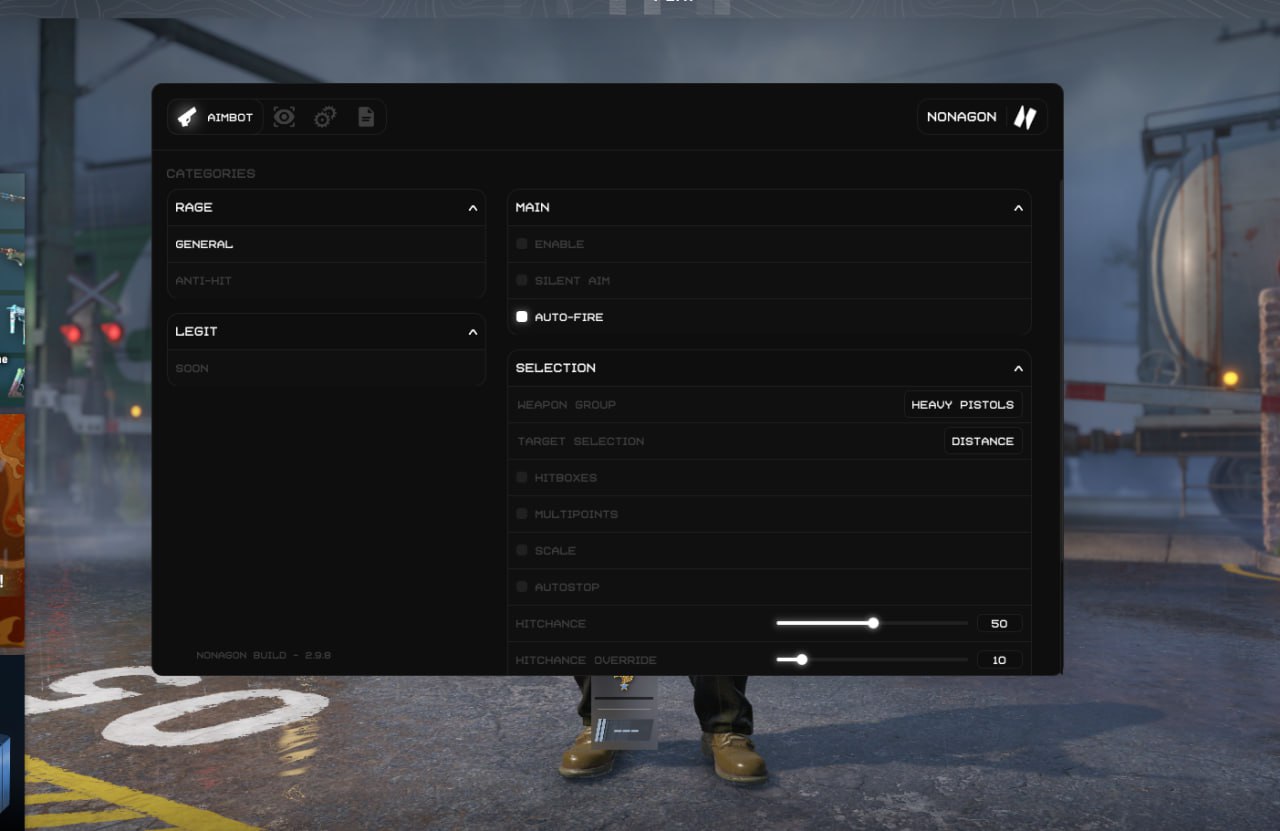 AIMBOT
NONAGON
CATEGORIES
RAGE
GENERAL
ANTI-HIT
LEGIT
SOON
MAIN
ENABLE
SILENT AIM
AUTO-FIRE
SELECTION
WEAPON GROUP HEAVY PISTOLS
TARGET SELECTION DISTANCE
HITBOXES
MULTIPOINTS
SCALE
AUTOSTOP
HITCHANCE 50
HITCHANCE OVERRIDE 10
NONAGON BUILD - 2.9.8